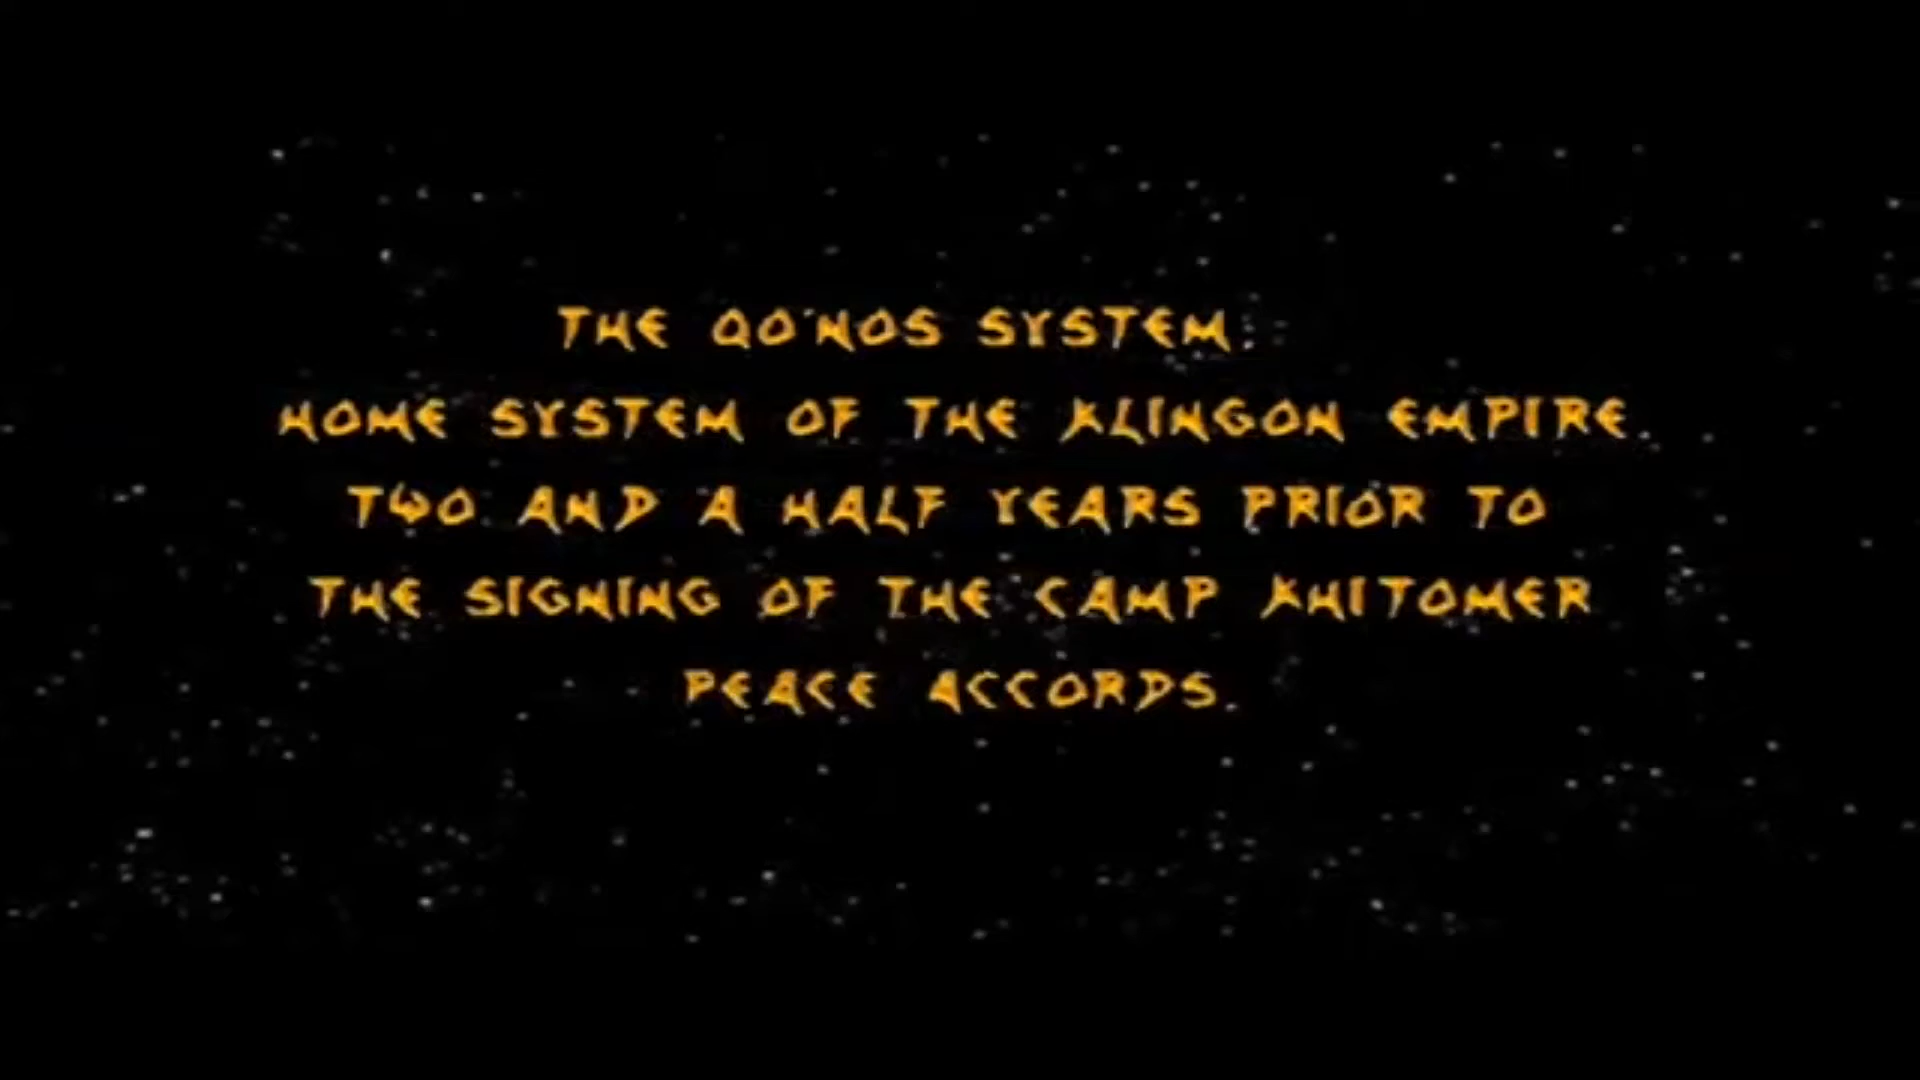 THE QO'NOS SYSTEM:
HOME SYSTEM OF THE KLINGON EMPIRE.
TWO AND A HALF YEARS PRIOR TO
THE SIGNING OF THE CAMP KHITOMER
PEACE ACCORDS.